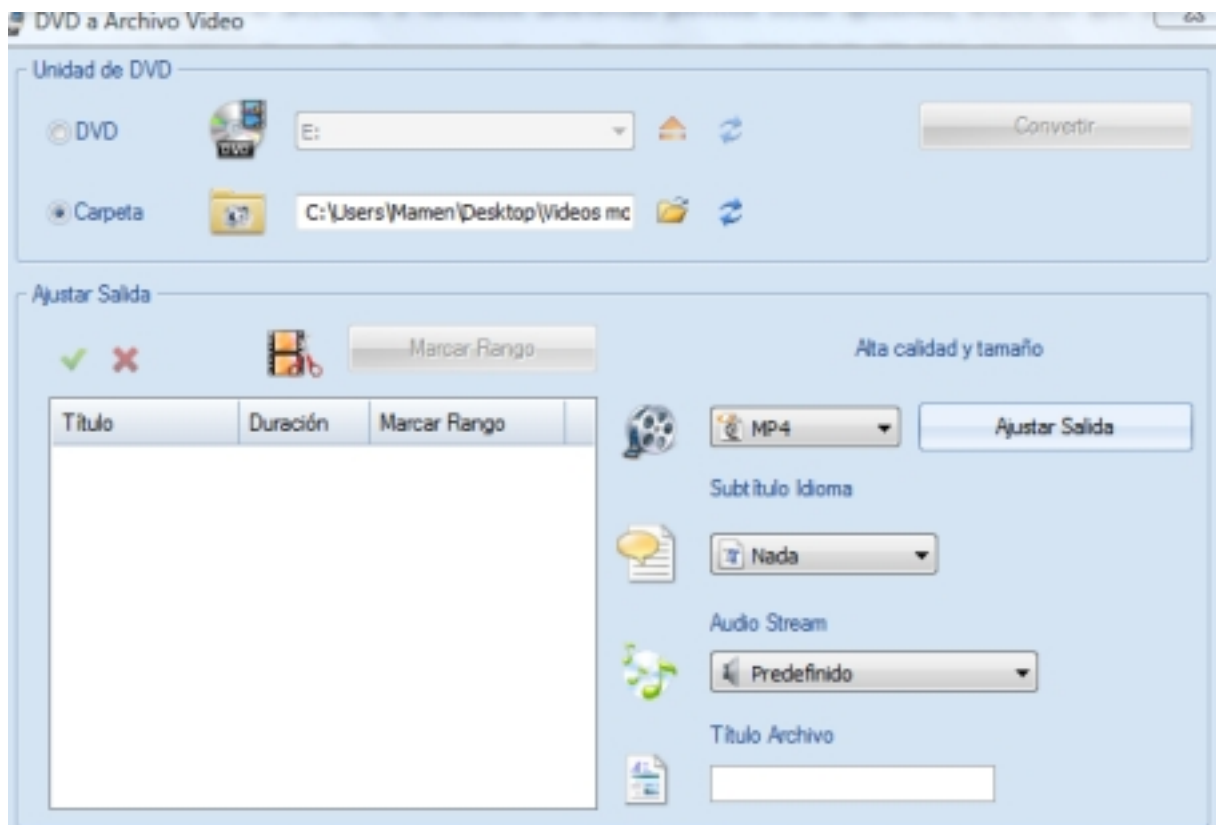 DVD a Archivo Video
Unidad de DVD
DVD
DVD
E:
Convertir
Carpeta
C:\Users\Mamen\Desktop\Videos mc
Ajustar Salida
Marcar Rango
Alta calidad y tamaño
Título Duración Marcar Rango
MP4
Ajustar Salida
Subtítulo Idioma
Nada
Audio Stream
Predefinido
Título Archivo